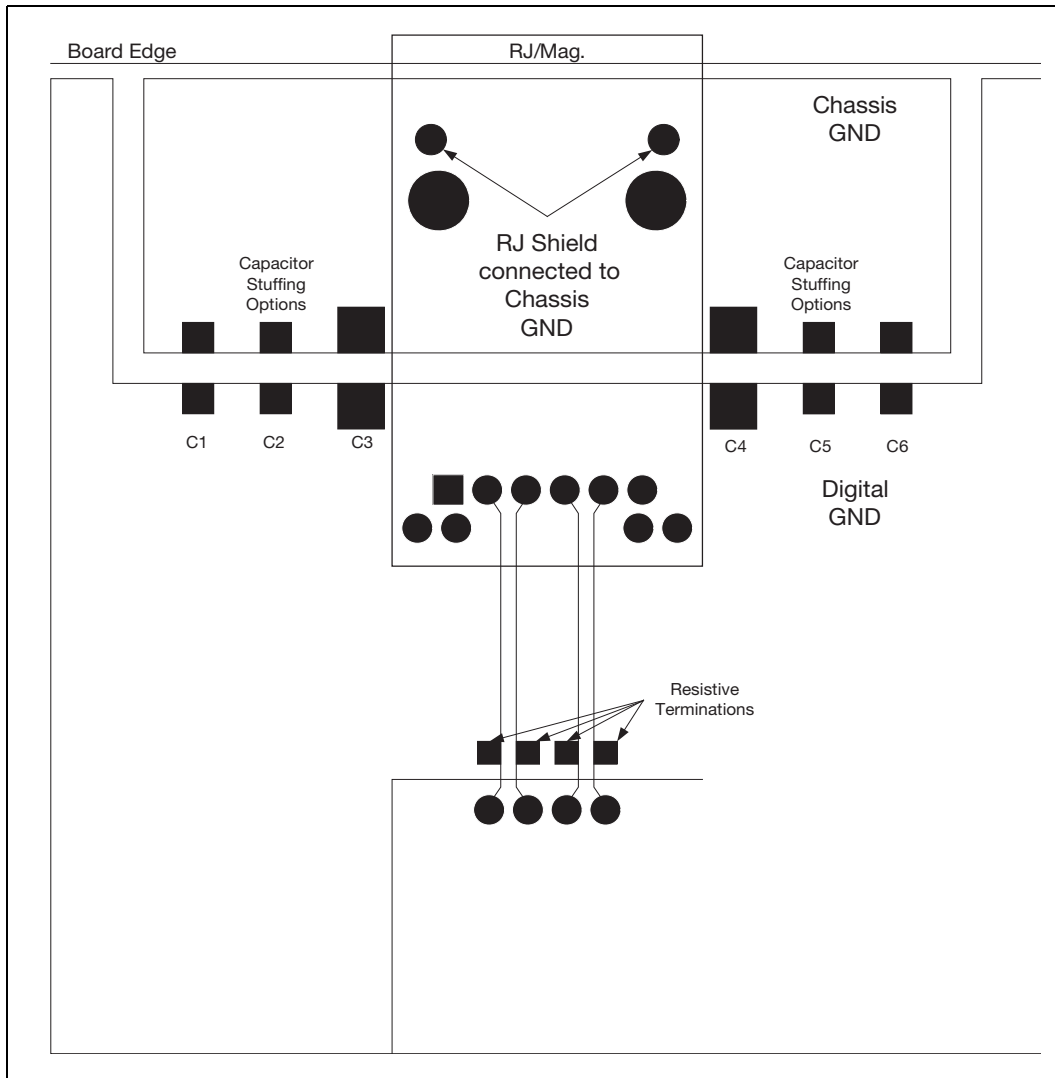 Board Edge
RJ/Mag.
Chassis
GND
RJ Shield
connected to
Chassis
GND
Capacitor
Stuffing
Options
Capacitor
Stuffing
Options
C1
C2
C3
C4
C5
C6
Digital
GND
Resistive
Terminations